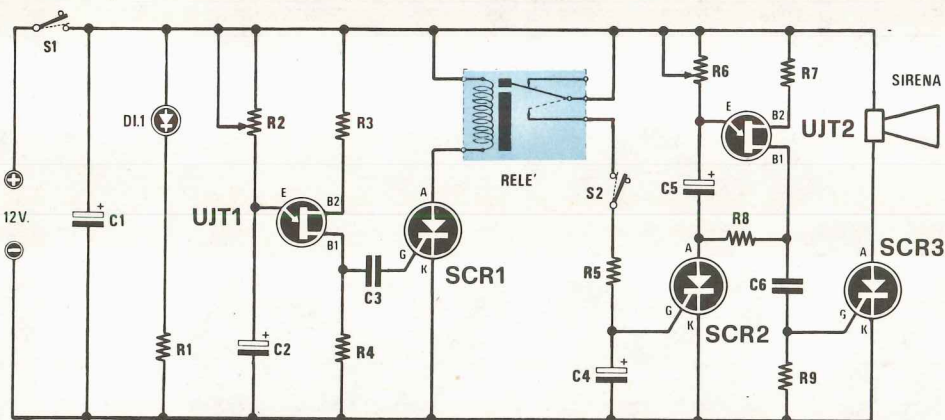 S1
DI.1
R2
R3
R6
R7
SIRENA
E
B2
UJT2
B1
A
RELE'
S2
C5
12V.
+
C1
+
UJT1
E
B2
B1
A
G
K
C3
SCR1
R5
R8
A
G
K
SCR2
C6
A
G
K
SCR3
R1
+
C2
R4
C4
+
R9
+